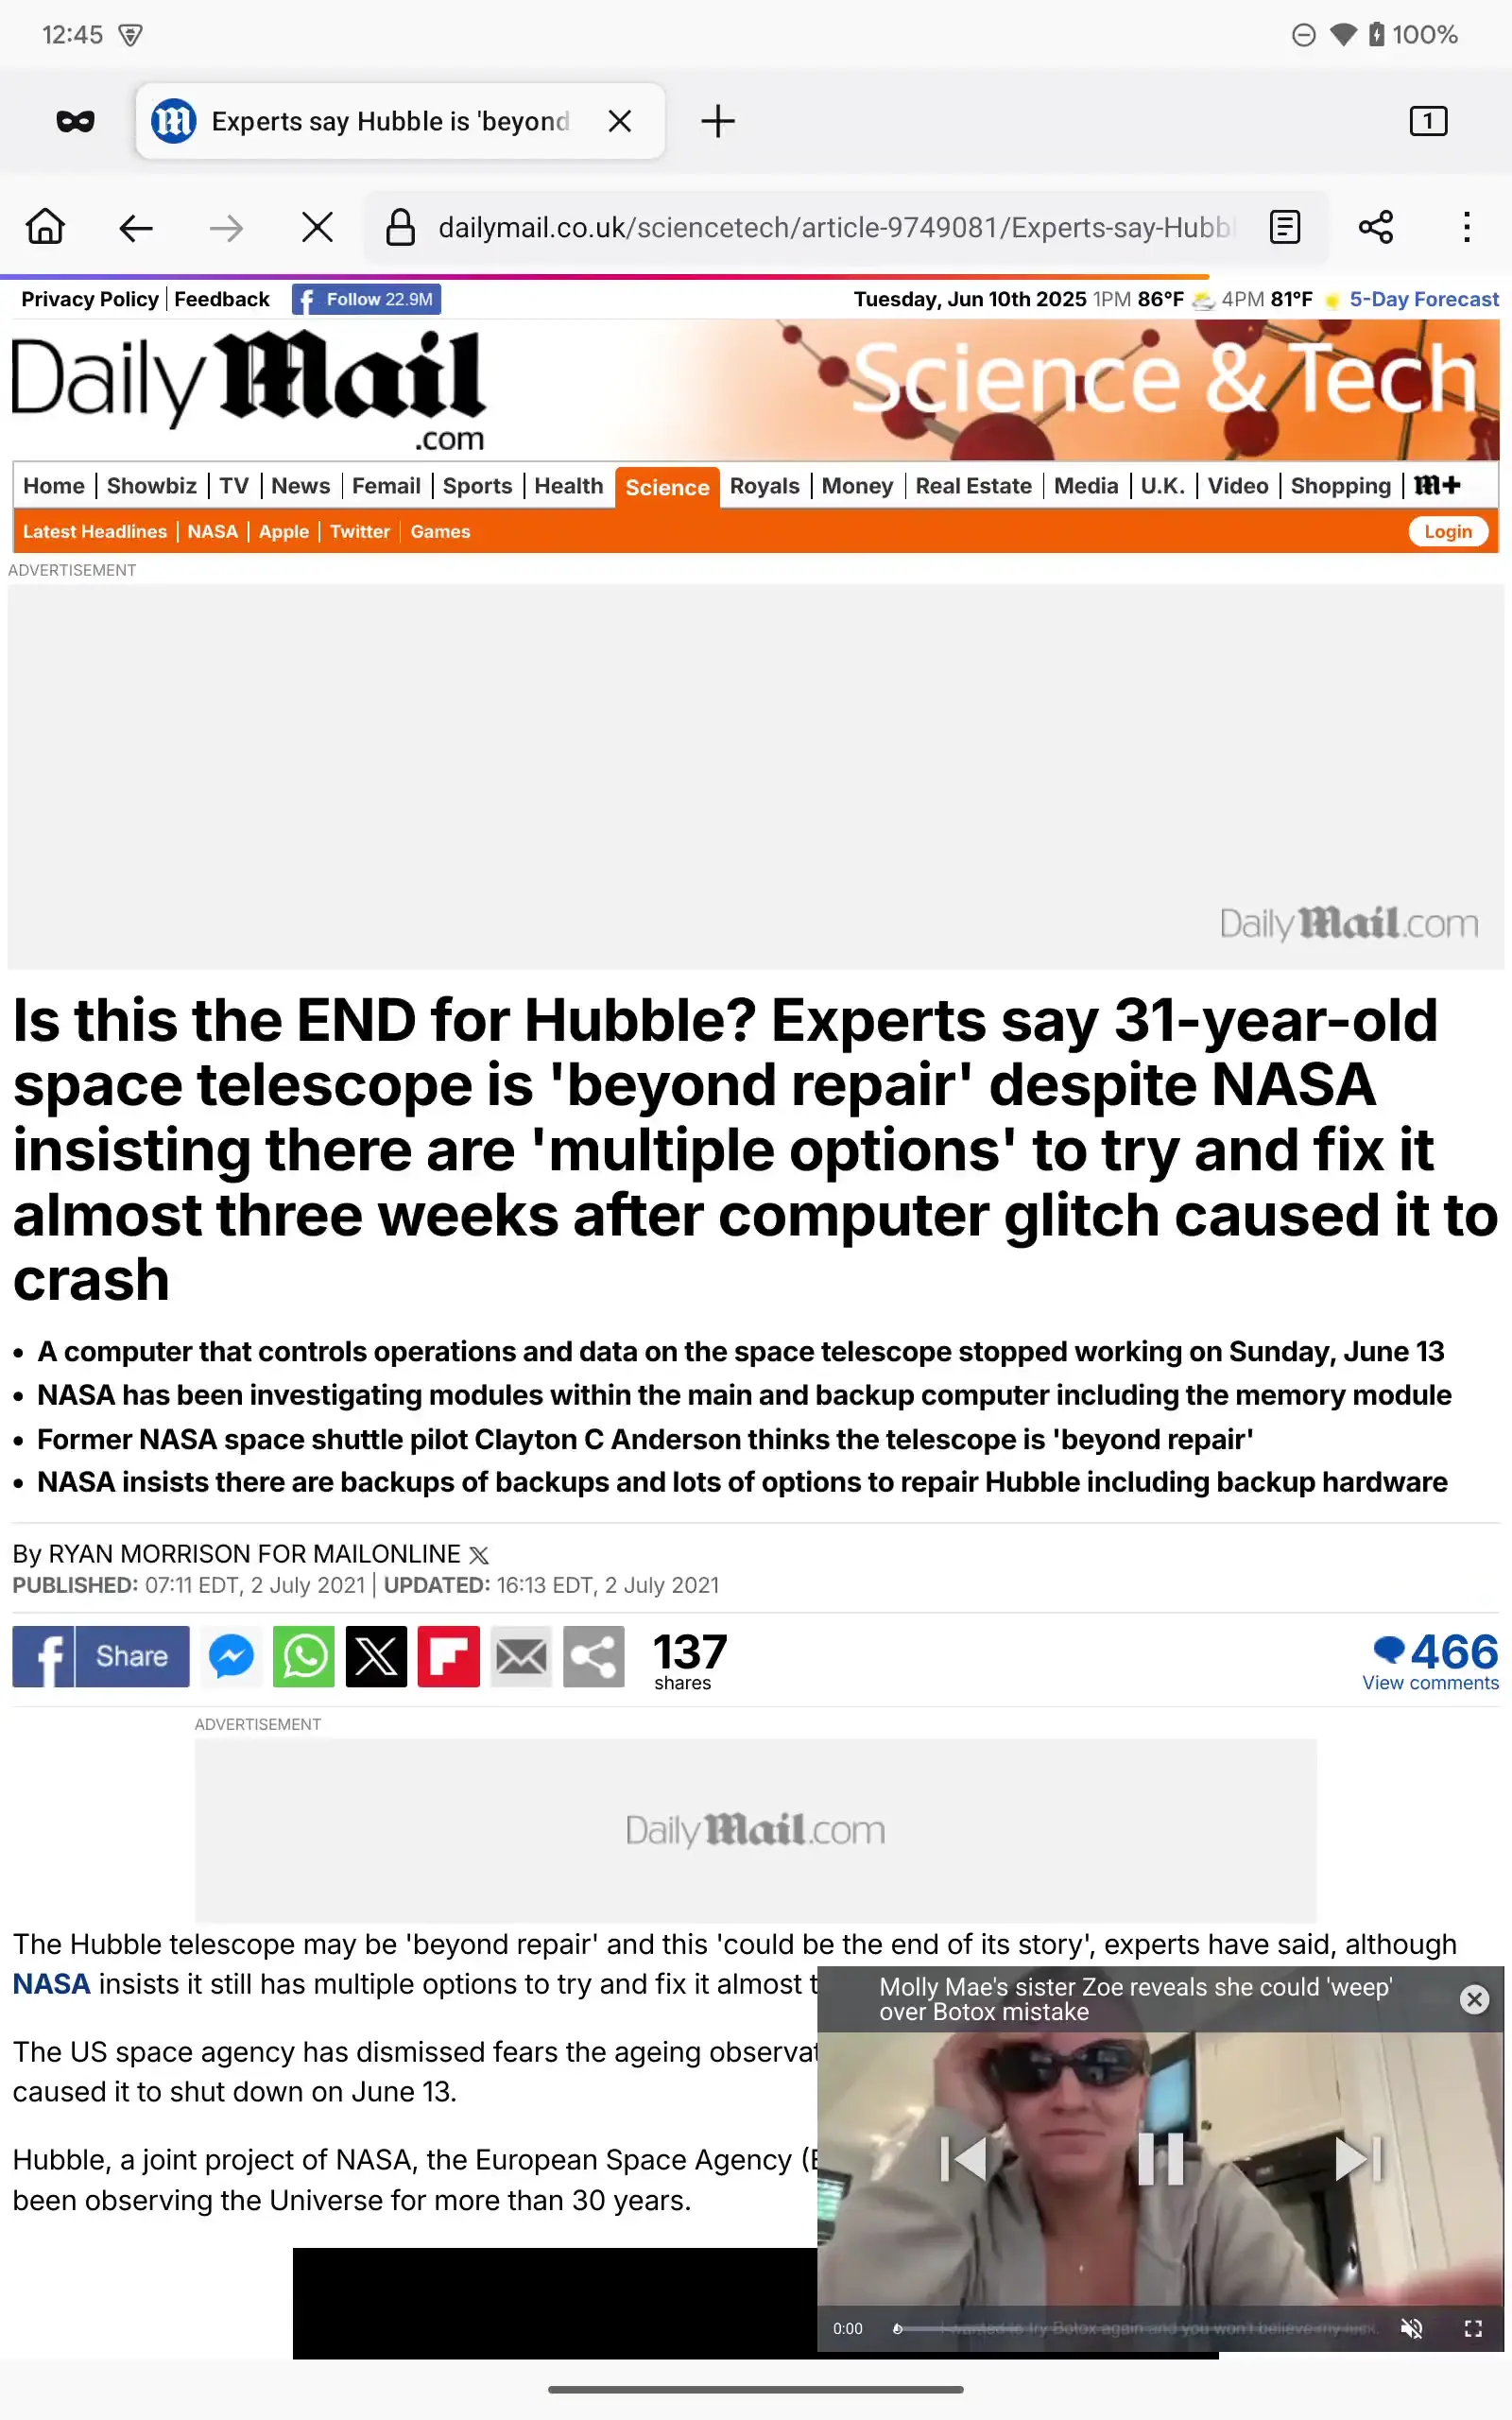 12:45
100%
Experts say Hubble is 'beyond
1
dailymail.co.uk/sciencetech/article-9749081/Experts-say-Hubbl
Privacy Policy | Feedback
Follow 22.9M
Tuesday, Jun 10th 2025 1PM 86°F 4PM 81°F 5-Day Forecast
Daily Mail
.com
Science & Tech
Home | Showbiz | TV | News | Femail | Sports | Health | Science | Royals | Money | Real Estate | Media | U.K. | Video | Shopping | m+
Latest Headlines | NASA | Apple | Twitter | Games
Login
ADVERTISEMENT
DailyMail.com
Is this the END for Hubble? Experts say 31-year-old
space telescope is 'beyond repair' despite NASA
insisting there are 'multiple options' to try and fix it
almost three weeks after computer glitch caused it to
crash
• A computer that controls operations and data on the space telescope stopped working on Sunday, June 13
• NASA has been investigating modules within the main and backup computer including the memory module
• Former NASA space shuttle pilot Clayton C Anderson thinks the telescope is 'beyond repair'
• NASA insists there are backups of backups and lots of options to repair Hubble including backup hardware
By RYAN MORRISON FOR MAILONLINE
PUBLISHED: 07:11 EDT, 2 July 2021 | UPDATED: 16:13 EDT, 2 July 2021
Share
137
shares
466
View comments
ADVERTISEMENT
DailyMail.com
The Hubble telescope may be 'beyond repair' and this 'could be the end of its story', experts have said, although
NASA insists it still has multiple options to try and fix it almost t
The US space agency has dismissed fears the ageing observat
caused it to shut down on June 13.
Hubble, a joint project of NASA, the European Space Agency (E
been observing the Universe for more than 30 years.
Molly Mae's sister Zoe reveals she could 'weep'
over Botox mistake
0:00
I wanted to try Botox again and you won't believe my luck.